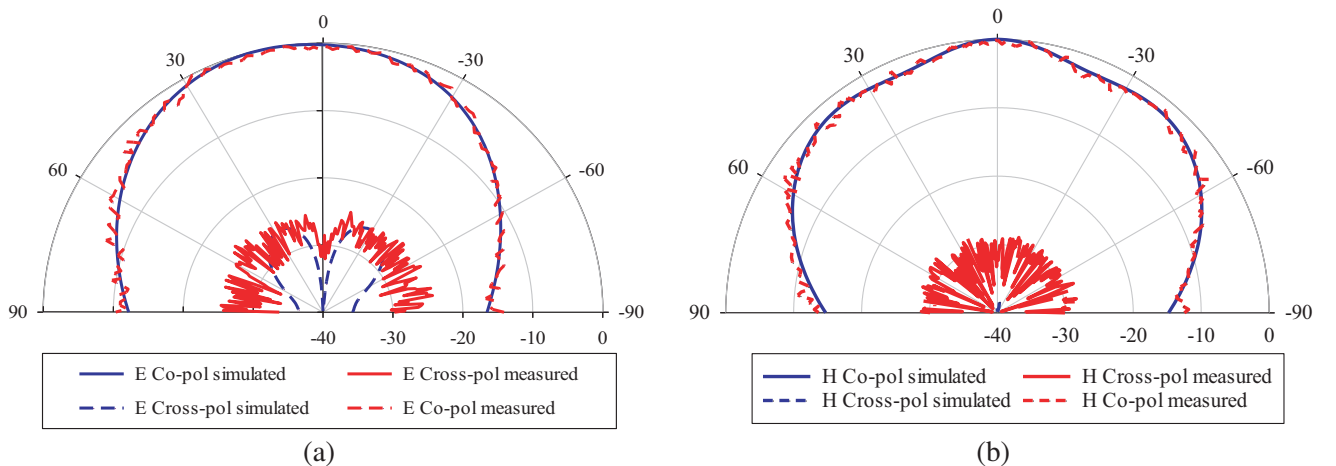 0
30
-30
60
-60
90
-90
-40
-30
-20
-10
0
E Co-pol simulated
E Cross-pol measured
E Cross-pol simulated
E Co-pol measured
(a)
0
30
-30
60
-60
90
-90
-40
-30
-20
-10
0
H Co-pol simulated
H Cross-pol measured
H Cross-pol simulated
H Co-pol measured
(b)